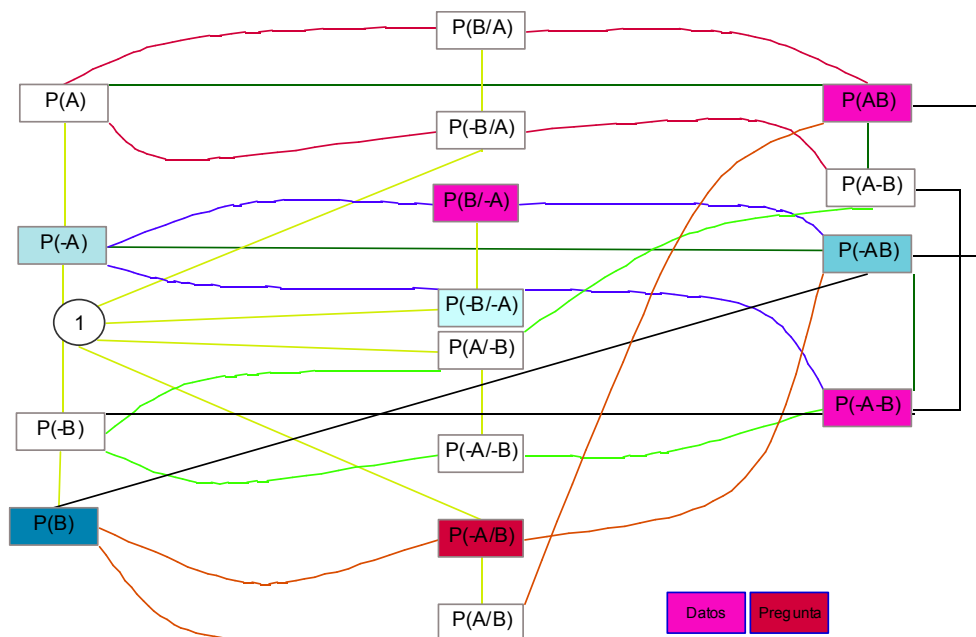 P(B/A)
P(A)
P(AB)
P(-B/A)
P(A-B)
P(B/-A)
P(-A)
P(-AB)
P(-B/-A)
1
P(A/-B)
P(-A-B)
P(-B)
P(-A/-B)
P(B)
P(-A/B)
P(A/B)
Datos
Pregunta